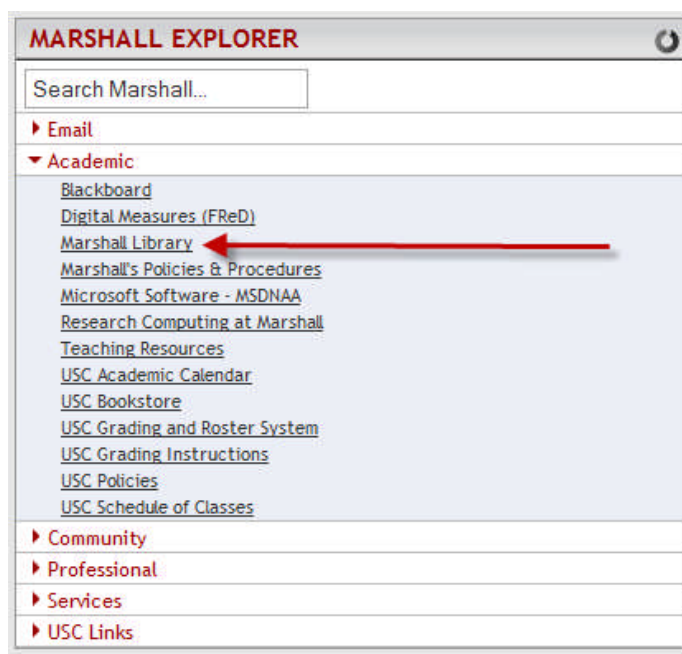 MARSHALL EXPLORER
Search Marshall...
Email
Academic
Blackboard
Digital Measures (FReD)
Marshall Library
Marshall's Policies & Procedures
Microsoft Software - MSDNAA
Research Computing at Marshall
Teaching Resources
USC Academic Calendar
USC Bookstore
USC Grading and Roster System
USC Grading Instructions
USC Policies
USC Schedule of Classes
Community
Professional
Services
USC Links